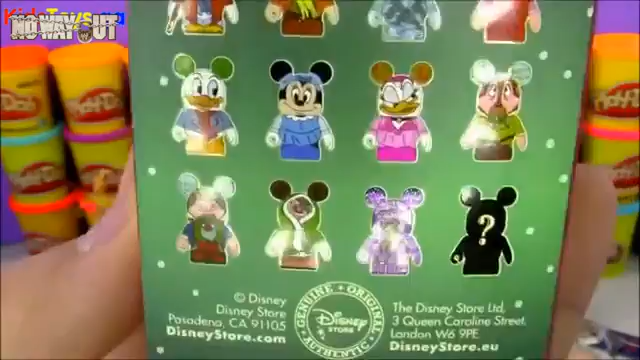 NO WAY OUT
Play-Doh
Play-Doh
?
© Disney
Disney Store
Pasadena, CA 91105
DisneyStore.com
GENUINE • ORIGINAL
Disney
STORE
AUTHENTIC
The Disney Store Ltd.
3 Queen Caroline Street.
London W6 9PE
DisneyStore.eu